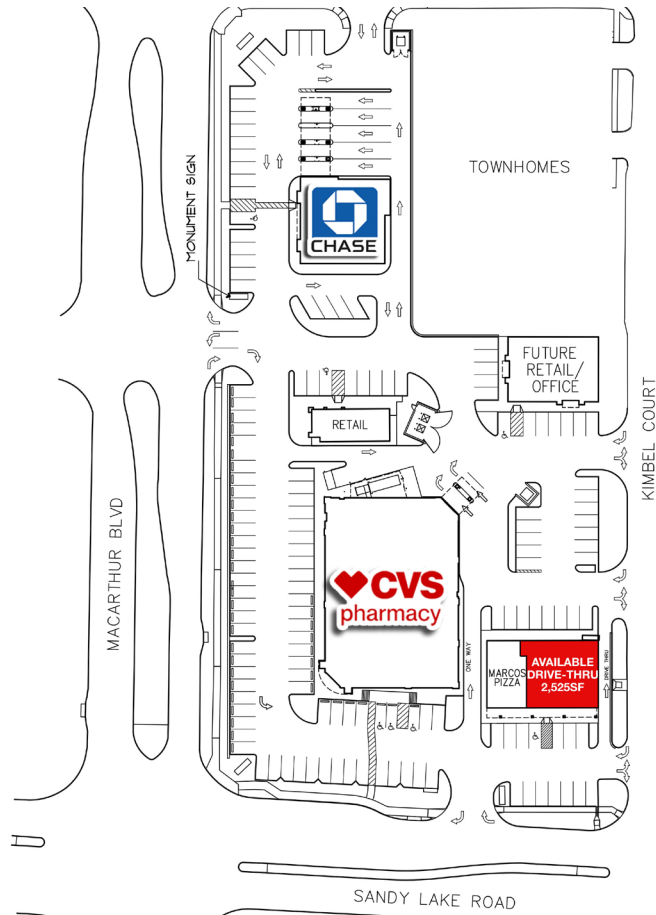 TOWNHOMES
MONUMENT SIGN
CHASE
FUTURE
RETAIL/
OFFICE
RETAIL
KIMBEL COURT
MACARTHUR BLVD
CVS
pharmacy
ONE WAY
MARCOS
PIZZA
AVAILABLE
DRIVE-THRU
2,525SF
DRIVE THRU
SANDY LAKE ROAD